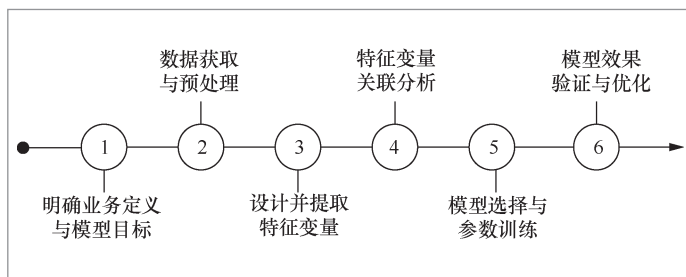 数据获取
与预处理
特征变量
关联分析
模型效果
验证与优化
1
2
3
4
5
6
明确业务定义
与模型目标
设计并提取
特征变量
模型选择与
参数训练